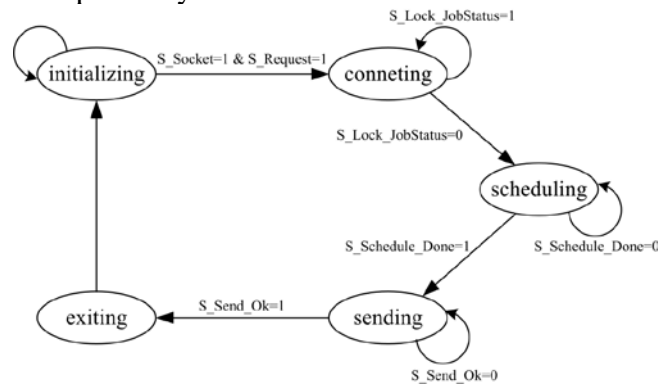 S_Lock_JobStatus=1
initializing
S_Socket=1 & S_Request=1
conneting
S_Lock_JobStatus=0
scheduling
S_Schedule_Done=1
S_Schedule_Done=0
S_Send_Ok=1
exiting
sending
S_Send_Ok=0